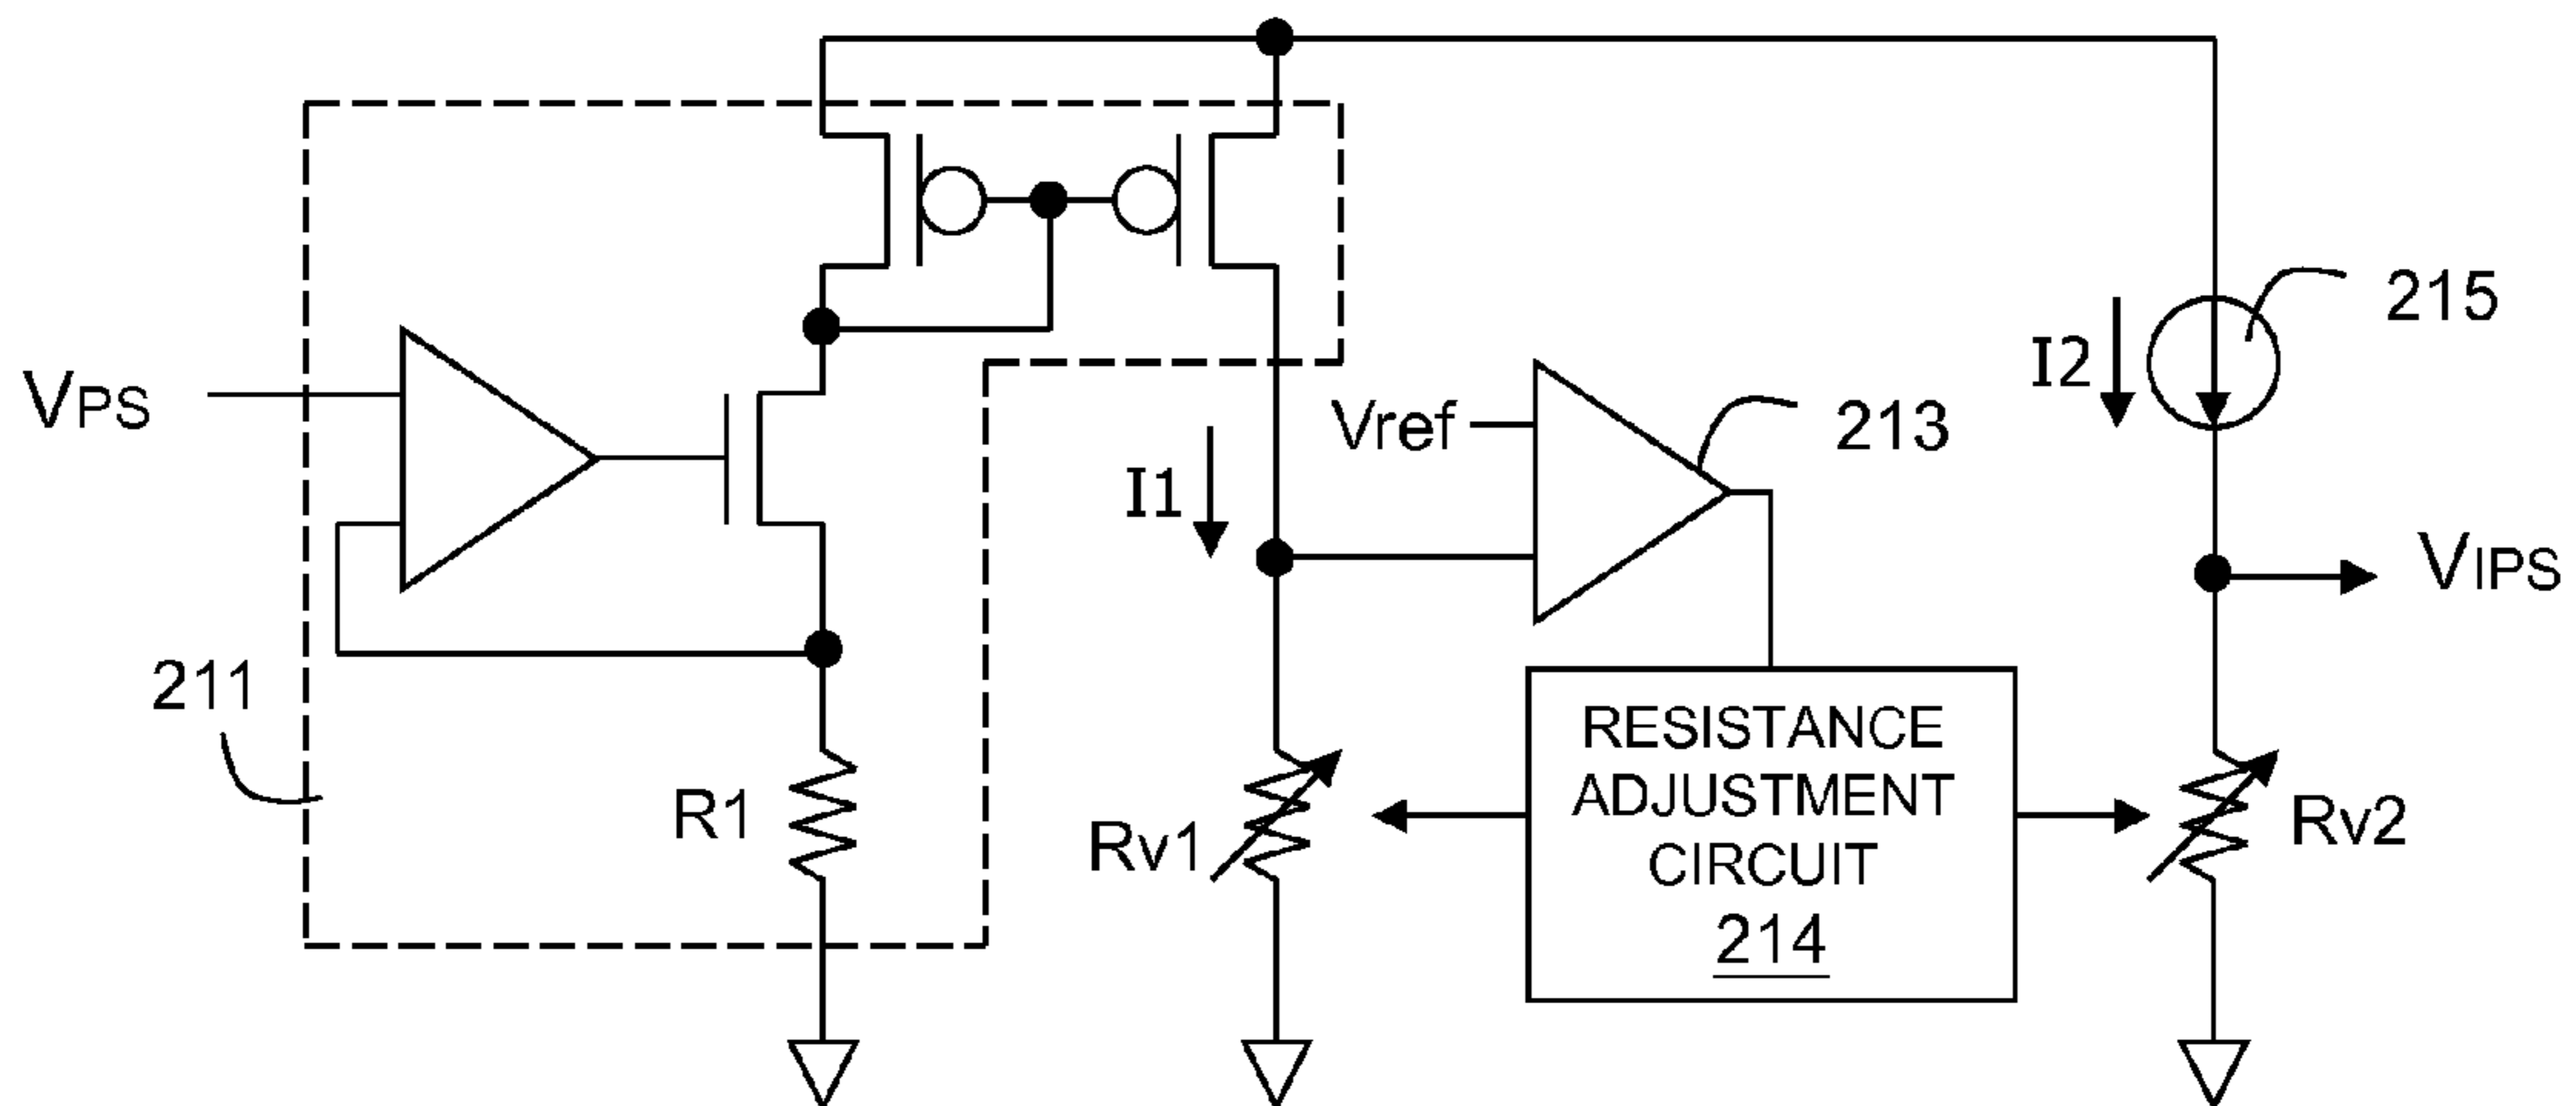 VPS
211
R1
I1
Rv1
Vref
213
RESISTANCE
ADJUSTMENT
CIRCUIT
214
I2
215
VIPS
Rv2